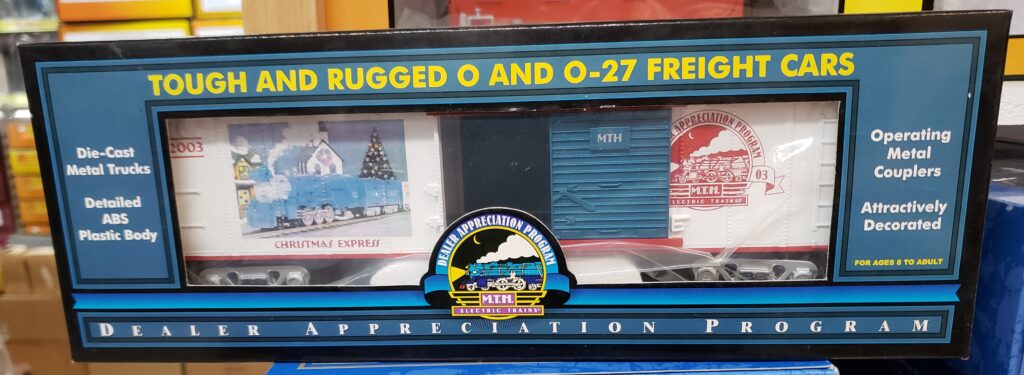 TOUGH AND RUGGED O AND O-27 FREIGHT CARS
Die-Cast
Metal Trucks
Detailed
ABS
Plastic Body
2003
CHRISTMAS EXPRESS
MTH
DEALER APPRECIATION PROGRAM
03
M.T.H.
ELECTRIC TRAINS
Operating
Metal
Couplers
Attractively
Decorated
FOR AGES 8 TO ADULT
DEALER APPRECIATION PROGRAM
M.T.H.
ELECTRIC TRAINS
DEALER APPRECIATION PROGRAM